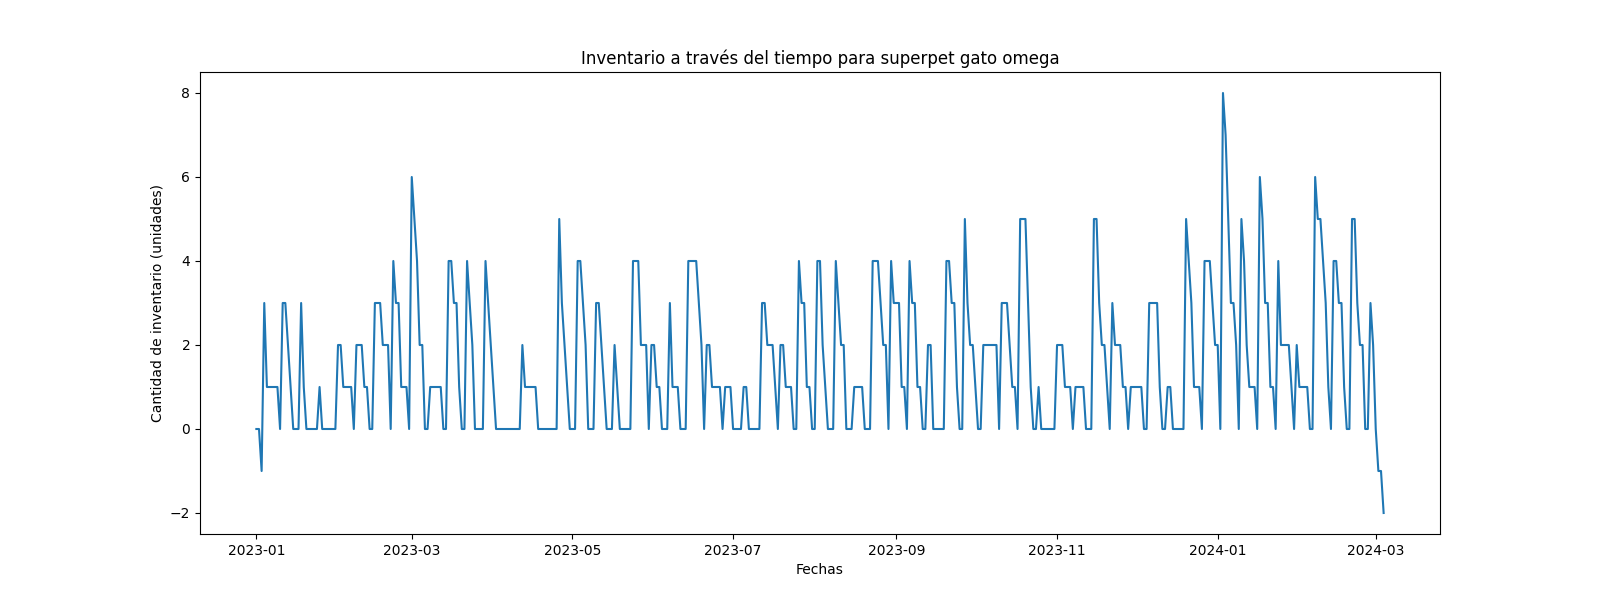 Inventario a través del tiempo para superpet gato omega
Cantidad de inventario (unidades)
8
6
4
2
0
−2
2023-01 2023-03 2023-05 2023-07 2023-09 2023-11 2024-01 2024-03
Fechas